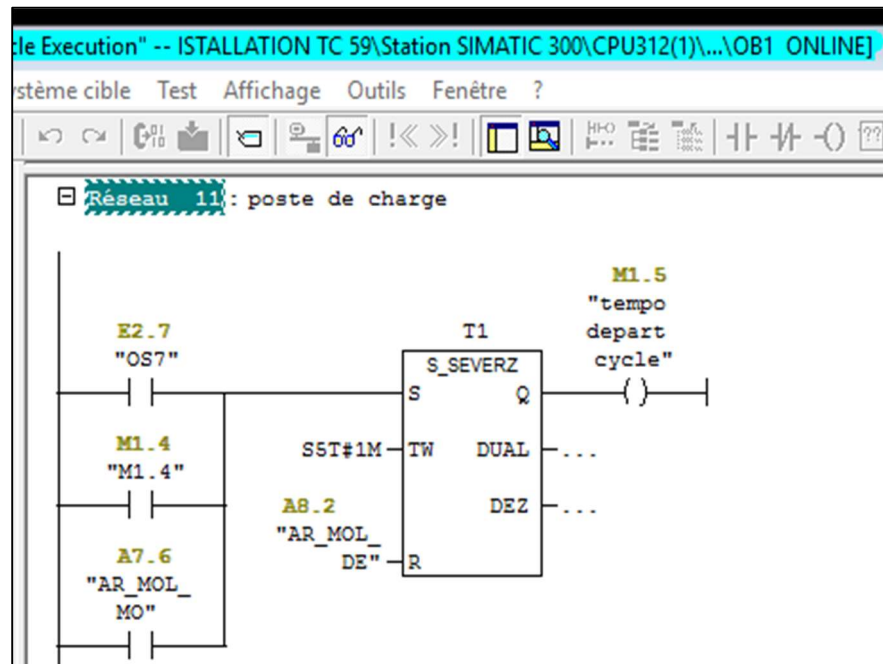 cle Execution" -- ISTALLATION TC 59\Station SIMATIC 300\CPU312(1)\...\OB1 ONLINE]
ystème cible Test Affichage Outils Fenêtre ?
!« »! ??
Réseau 11 : poste de charge
M1.5
"tempo
depart
cycle"
E2.7
"OS7"
T1
S_SEVERZ
S Q
M1.4
"M1.4"
S5T#1M TW DUAL ...
A8.2
"AR_MOL_
DE" R
DEZ ...
A7.6
"AR_MOL_
MO"